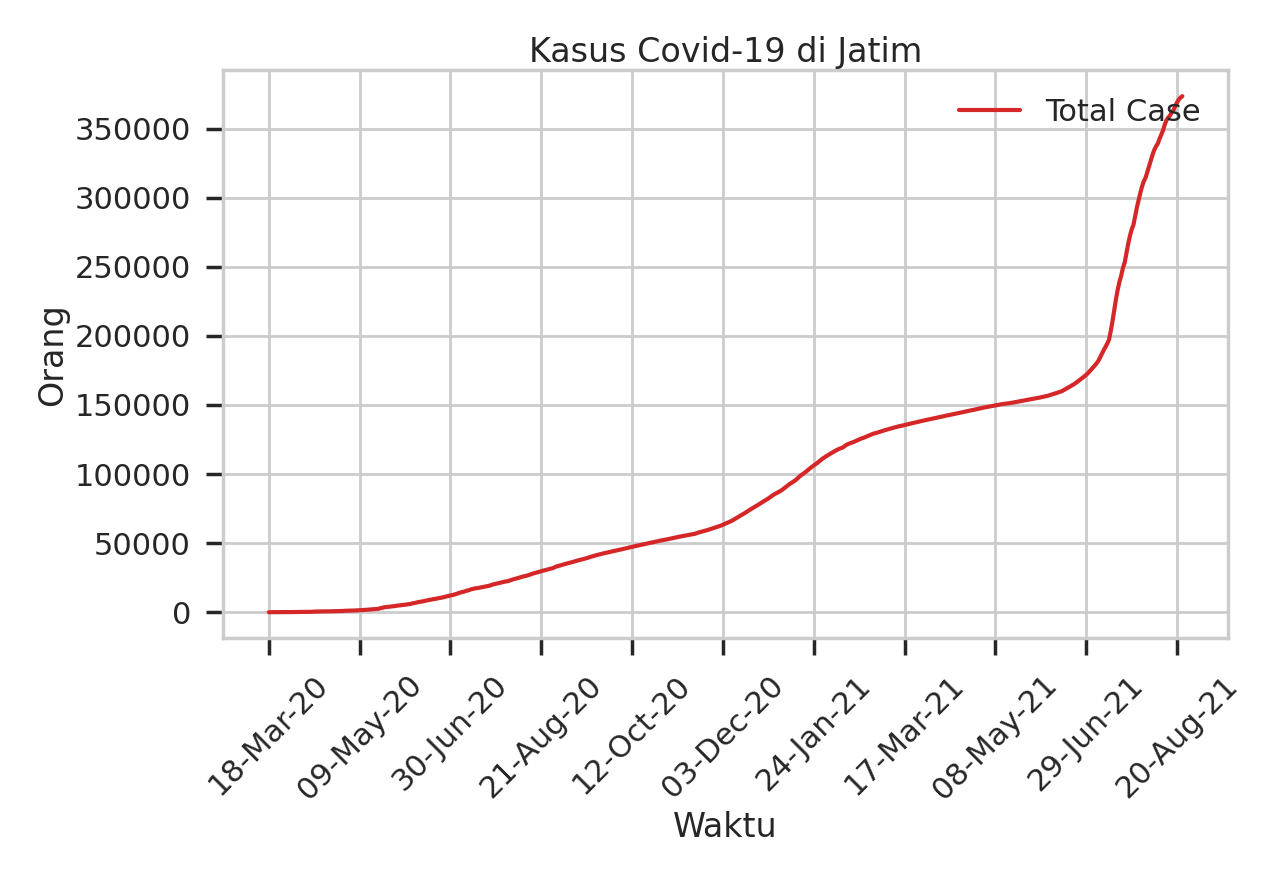 Kasus Covid-19 di Jatim
Total Case
350000
300000
250000
200000
150000
100000
50000
0
Orang
18-Mar-20
09-May-20
30-Jun-20
21-Aug-20
12-Oct-20
03-Dec-20
24-Jan-21
17-Mar-21
08-May-21
29-Jun-21
20-Aug-21
Waktu